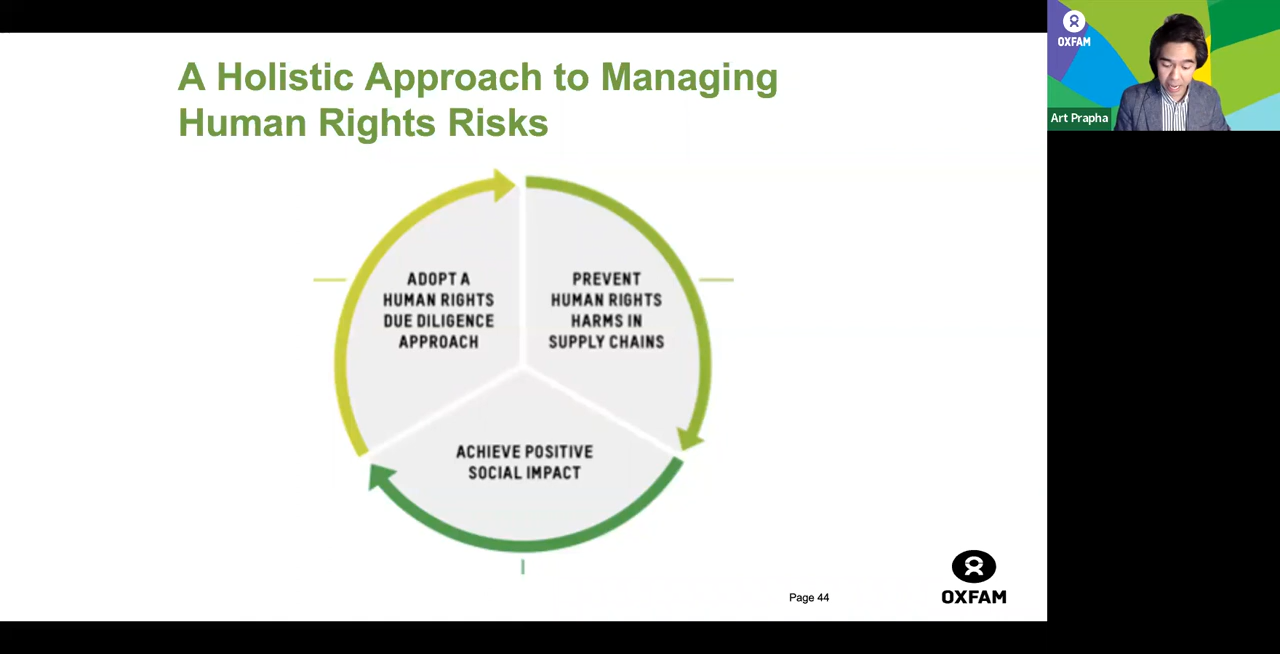 A Holistic Approach to Managing
Human Rights Risks
ADOPT A
HUMAN RIGHTS
DUE DILIGENCE
APPROACH
PREVENT
HUMAN RIGHTS
HARMS IN
SUPPLY CHAINS
ACHIEVE POSITIVE
SOCIAL IMPACT
Page 44
OXFAM
OXFAM
Art Prapha